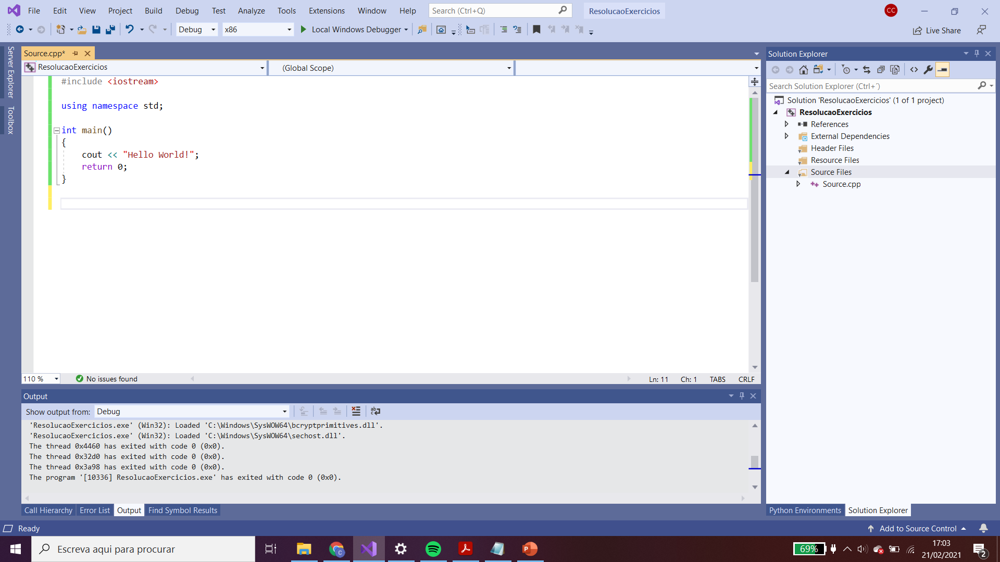 File Edit View Project Build Debug Test Analyze Tools Extensions Window Help Search (Ctrl+Q) ResolucaoExercicios CC
Debug x86 Local Windows Debugger Live Share
Server Explorer
Toolbox
Source.cpp*
ResolucaoExercicios (Global Scope)
#include <iostream>
using namespace std;
int main()
{
cout << "Hello World!";
return 0;
}
110 % No issues found Ln: 11 Ch: 1 TABS CRLF
Output
Show output from: Debug
'ResolucaoExercicios.exe' (Win32): Loaded 'C:\Windows\SysWOW64\bcryptprimitives.dll'.
'ResolucaoExercicios.exe' (Win32): Loaded 'C:\Windows\SysWOW64\sechost.dll'.
The thread 0x4460 has exited with code 0 (0x0).
The thread 0x32d0 has exited with code 0 (0x0).
The thread 0x3a98 has exited with code 0 (0x0).
The program '[10336] ResolucaoExercicios.exe' has exited with code 0 (0x0).
Call Hierarchy Error List Output Find Symbol Results
Solution Explorer
Search Solution Explorer (Ctrl+´)
Solution 'ResolucaoExercicios' (1 of 1 project)
ResolucaoExercicios
References
External Dependencies
Header Files
Resource Files
Source Files
Source.cpp
Python Environments Solution Explorer
Ready Add to Source Control
Escreva aqui para procurar
69% 17:03
21/02/2021 2